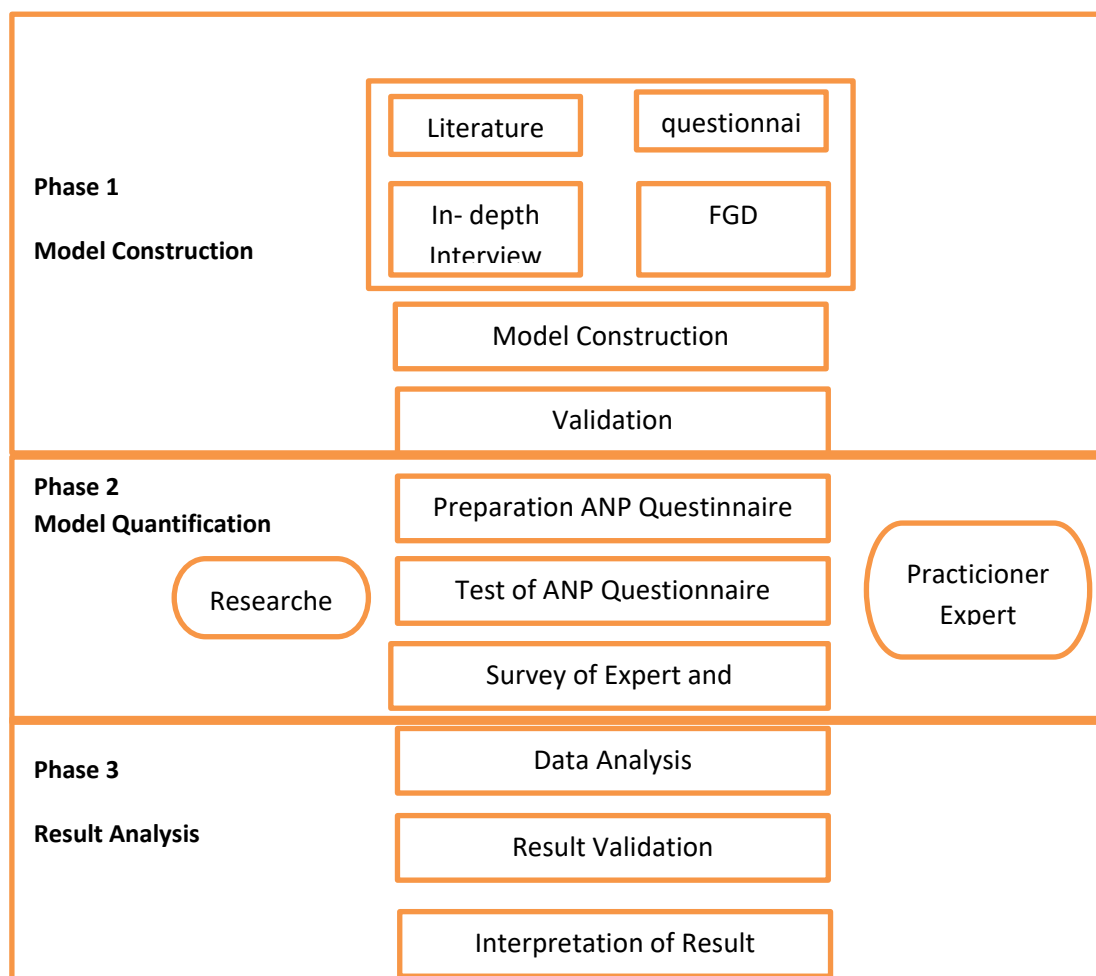 Literature
questionnai
Phase 1
Model Construction
In- depth
Interview
FGD
Model Construction
Validation
Phase 2
Model Quantification
Preparation ANP Questinnaire
Researche
Test of ANP Questionnaire
Practicioner
Expert
Survey of Expert and
Phase 3
Result Analysis
Data Analysis
Result Validation
Interpretation of Result